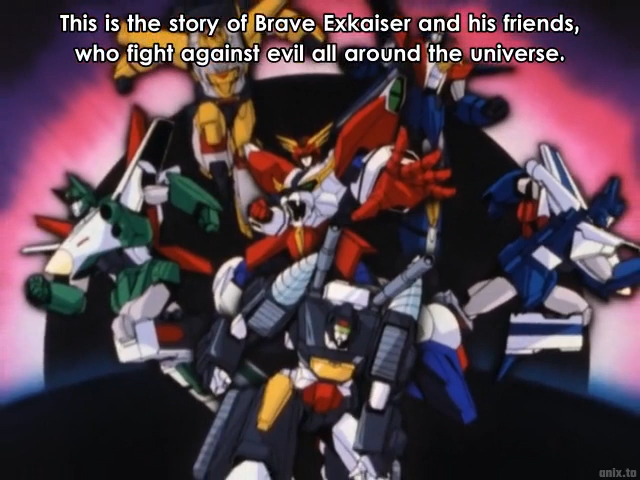 This is the story of Brave Exkaiser and his friends,
who fight against evil all around the universe.
anix.to